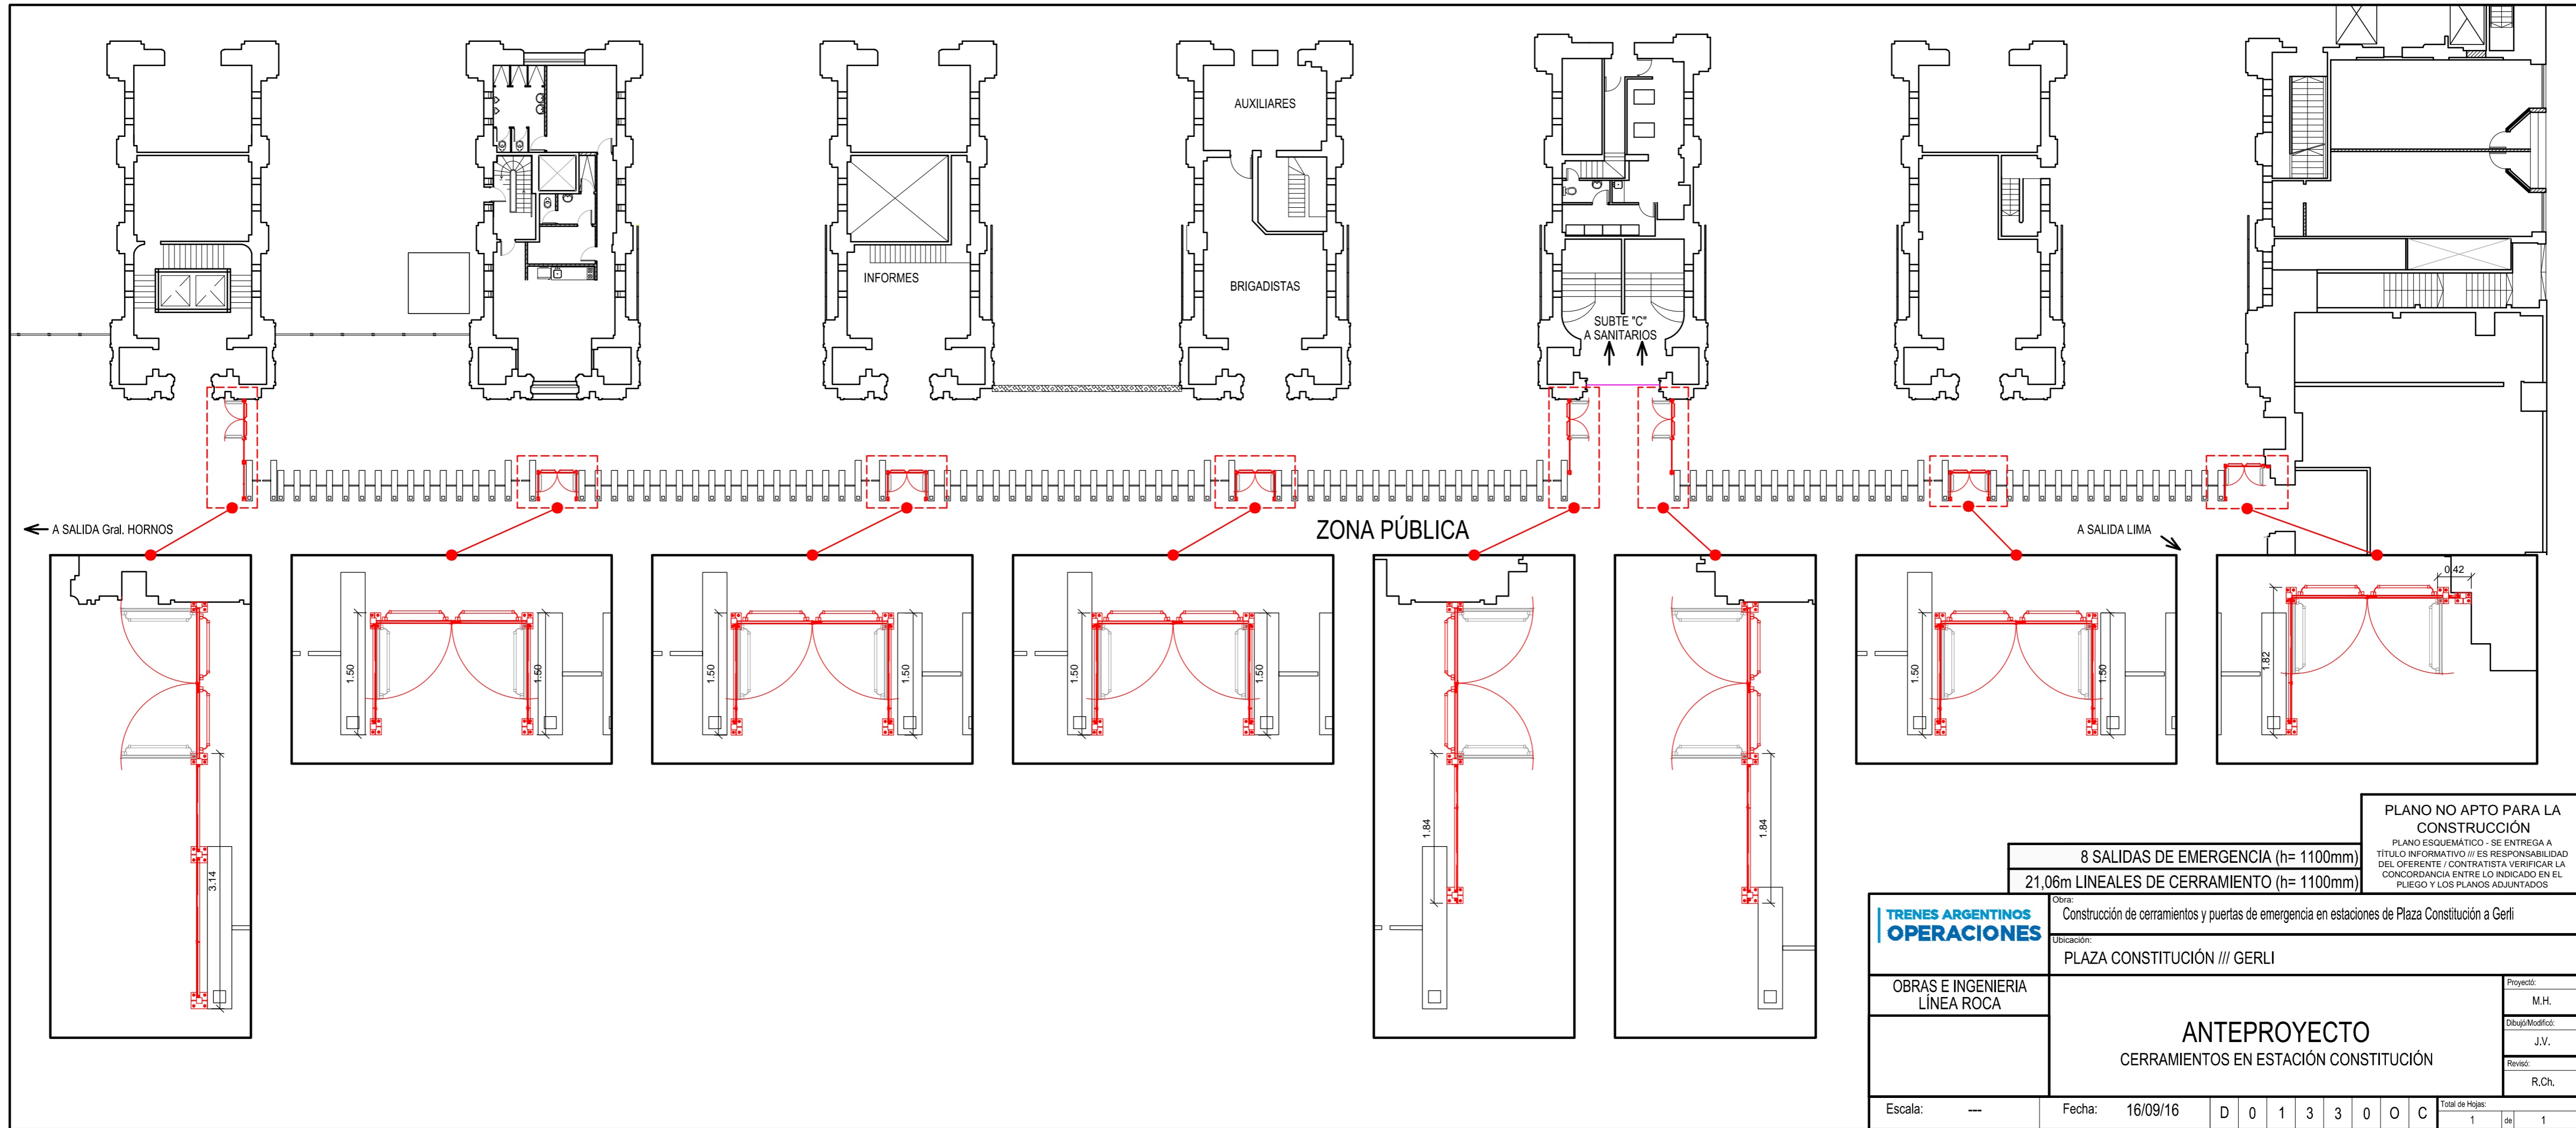 AUXILIARES
INFORMES
BRIGADISTAS
SUBTE "C"
A SANITARIOS
A SALIDA Gral. HORNOS
ZONA PÚBLICA
A SALIDA LIMA
3.14
1.50
1.50
1.50
1.50
1.50
1.50
1.84
1.84
1.50
1.50
1.82
0.42
PLANO NO APTO PARA LA
CONSTRUCCIÓN
PLANO ESQUEMÁTICO - SE ENTREGA A
TÍTULO INFORMATIVO /// ES RESPONSABILIDAD
DEL OFERENTE / CONTRATISTA VERIFICAR LA
CONCORDANCIA ENTRE LO INDICADO EN EL
PLIEGO Y LOS PLANOS ADJUNTADOS
8 SALIDAS DE EMERGENCIA (h= 1100mm)
21,06m LINEALES DE CERRAMIENTO (h= 1100mm)
TRENES ARGENTINOS
OPERACIONES
Obra:
Construcción de cerramientos y puertas de emergencia en estaciones de Plaza Constitución a Gerli
Ubicación:
PLAZA CONSTITUCIÓN /// GERLI
OBRAS E INGENIERIA
LÍNEA ROCA
ANTEPROYECTO
CERRAMIENTOS EN ESTACIÓN CONSTITUCIÓN
Proyectó:
M.H.
Dibujó/Modificó:
J.V.
Revisó:
R.Ch.
Escala: ---
Fecha: 16/09/16
D 0 1 3 3 0 O C
Total de Hojas:
1 de 1